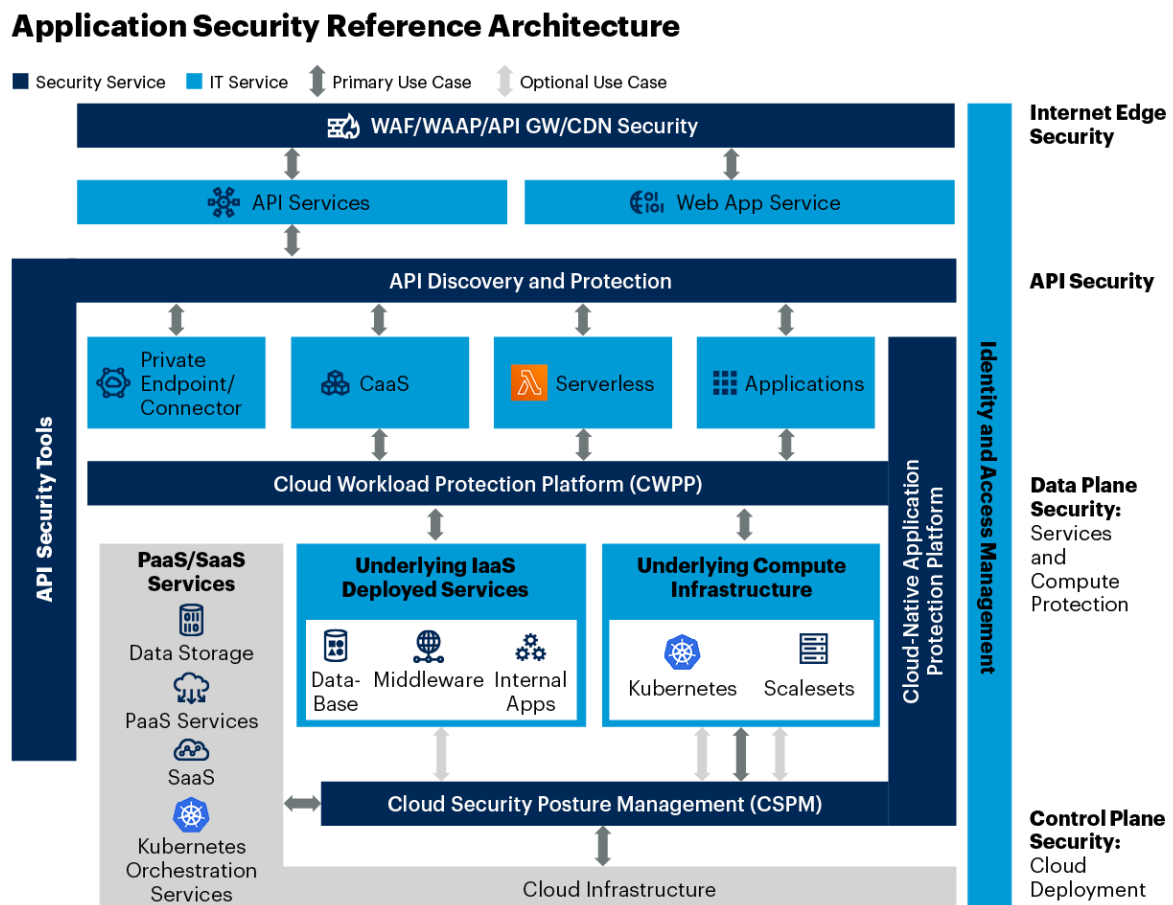 Application Security Reference Architecture
Security Service
IT Service
Primary Use Case
Optional Use Case
WAF/WAAP/API GW/CDN Security
Internet Edge
Security
API Services
Web App Service
API Discovery and Protection
API Security
Private
Endpoint/
Connector
CaaS
Serverless
Applications
API Security Tools
Cloud Workload Protection Platform (CWPP)
Cloud-Native Application
Protection Platform
Identity and Access Management
Data Plane
Security:
Services
and
Compute
Protection
PaaS/SaaS
Services
Data Storage
PaaS Services
SaaS
Kubernetes
Orchestration
Services
Underlying IaaS
Deployed Services
Data-
Base
Middleware
Internal
Apps
Underlying Compute
Infrastructure
Kubernetes
Scalesets
Cloud Security Posture Management (CSPM)
Control Plane
Security:
Cloud
Deployment
Cloud Infrastructure